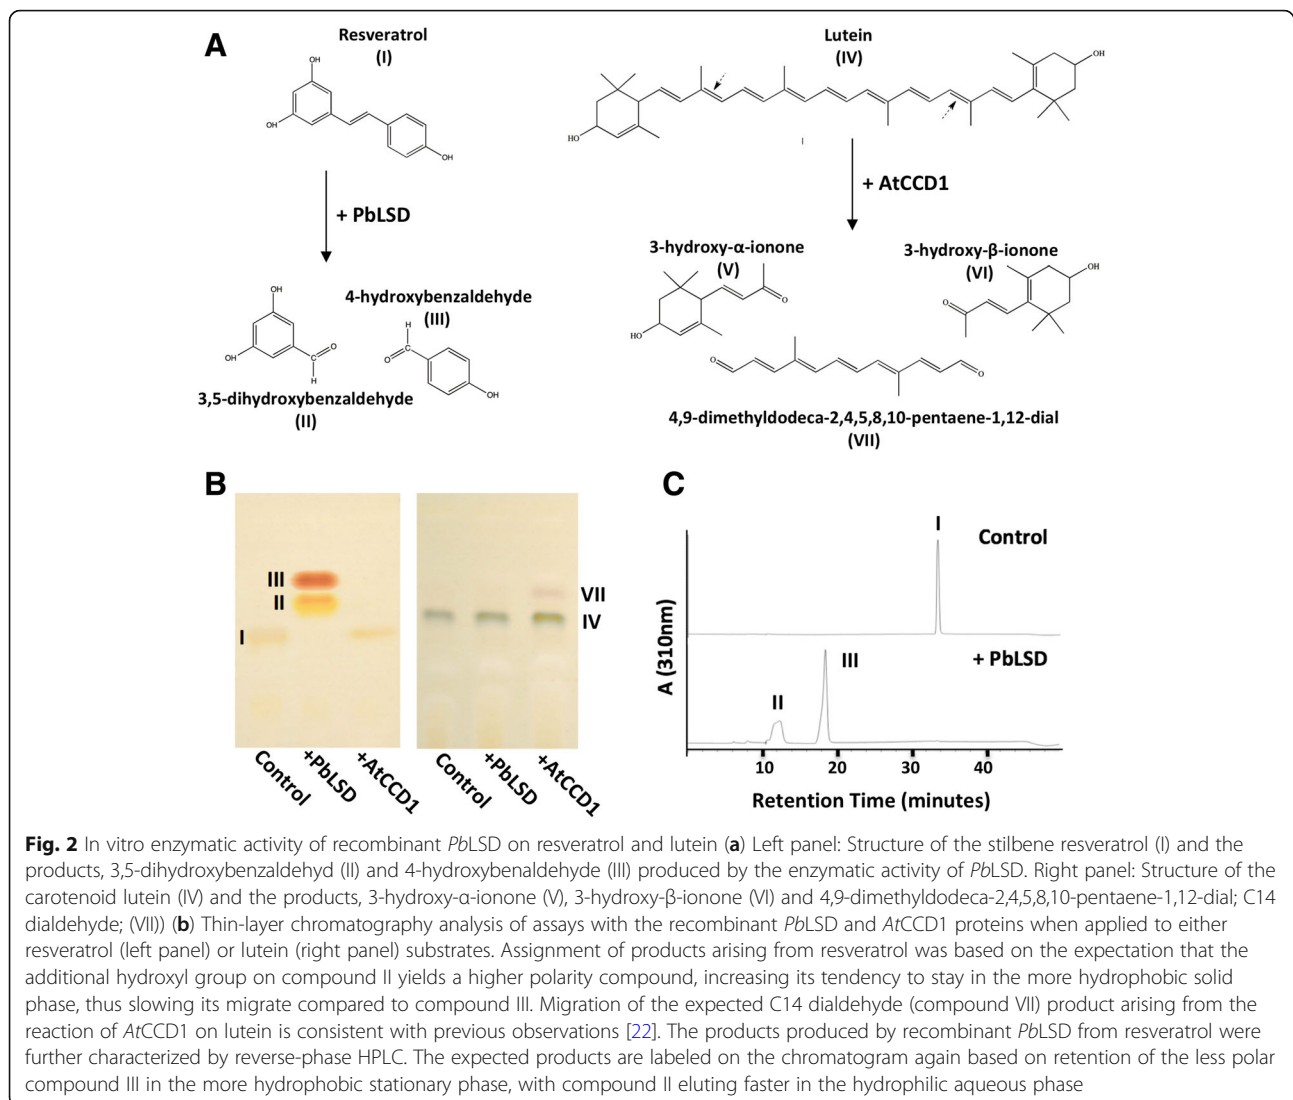 A
Resveratrol
(I)
OH
OH
OH
+ PbLSD
OH
OH
O
C
H
3,5-dihydroxybenzaldehyde
(II)
4-hydroxybenzaldehyde
(III)
H
C
O
OH
Lutein
(IV)
OH
HO
I
+ AtCCD1
3-hydroxy-α-ionone
(V)
O
HO
3-hydroxy-β-ionone
(VI)
OH
O
O
O
4,9-dimethyldodeca-2,4,5,8,10-pentaene-1,12-dial
(VII)
B
III
II
I
Control
+PbLSD
+AtCCD1
VII
IV
Control
+PbLSD
+AtCCD1
C
I
Control
+ PbLSD
III
II
A (310nm)
10 20 30 40
Retention Time (minutes)
Fig. 2 In vitro enzymatic activity of recombinant PbLSD on resveratrol and lutein (a) Left panel: Structure of the stilbene resveratrol (I) and the
products, 3,5-dihydroxybenzaldehyd (II) and 4-hydroxybenaldehyde (III) produced by the enzymatic activity of PbLSD. Right panel: Structure of the
carotenoid lutein (IV) and the products, 3-hydroxy-α-ionone (V), 3-hydroxy-β-ionone (VI) and 4,9-dimethyldodeca-2,4,5,8,10-pentaene-1,12-dial; C14
dialdehyde; (VII)) (b) Thin-layer chromatography analysis of assays with the recombinant PbLSD and AtCCD1 proteins when applied to either
resveratrol (left panel) or lutein (right panel) substrates. Assignment of products arising from resveratrol was based on the expectation that the
additional hydroxyl group on compound II yields a higher polarity compound, increasing its tendency to stay in the more hydrophobic solid
phase, thus slowing its migrate compared to compound III. Migration of the expected C14 dialdehyde (compound VII) product arising from the
reaction of AtCCD1 on lutein is consistent with previous observations [22]. The products produced by recombinant PbLSD from resveratrol were
further characterized by reverse-phase HPLC. The expected products are labeled on the chromatogram again based on retention of the less polar
compound III in the more hydrophobic stationary phase, with compound II eluting faster in the hydrophilic aqueous phase